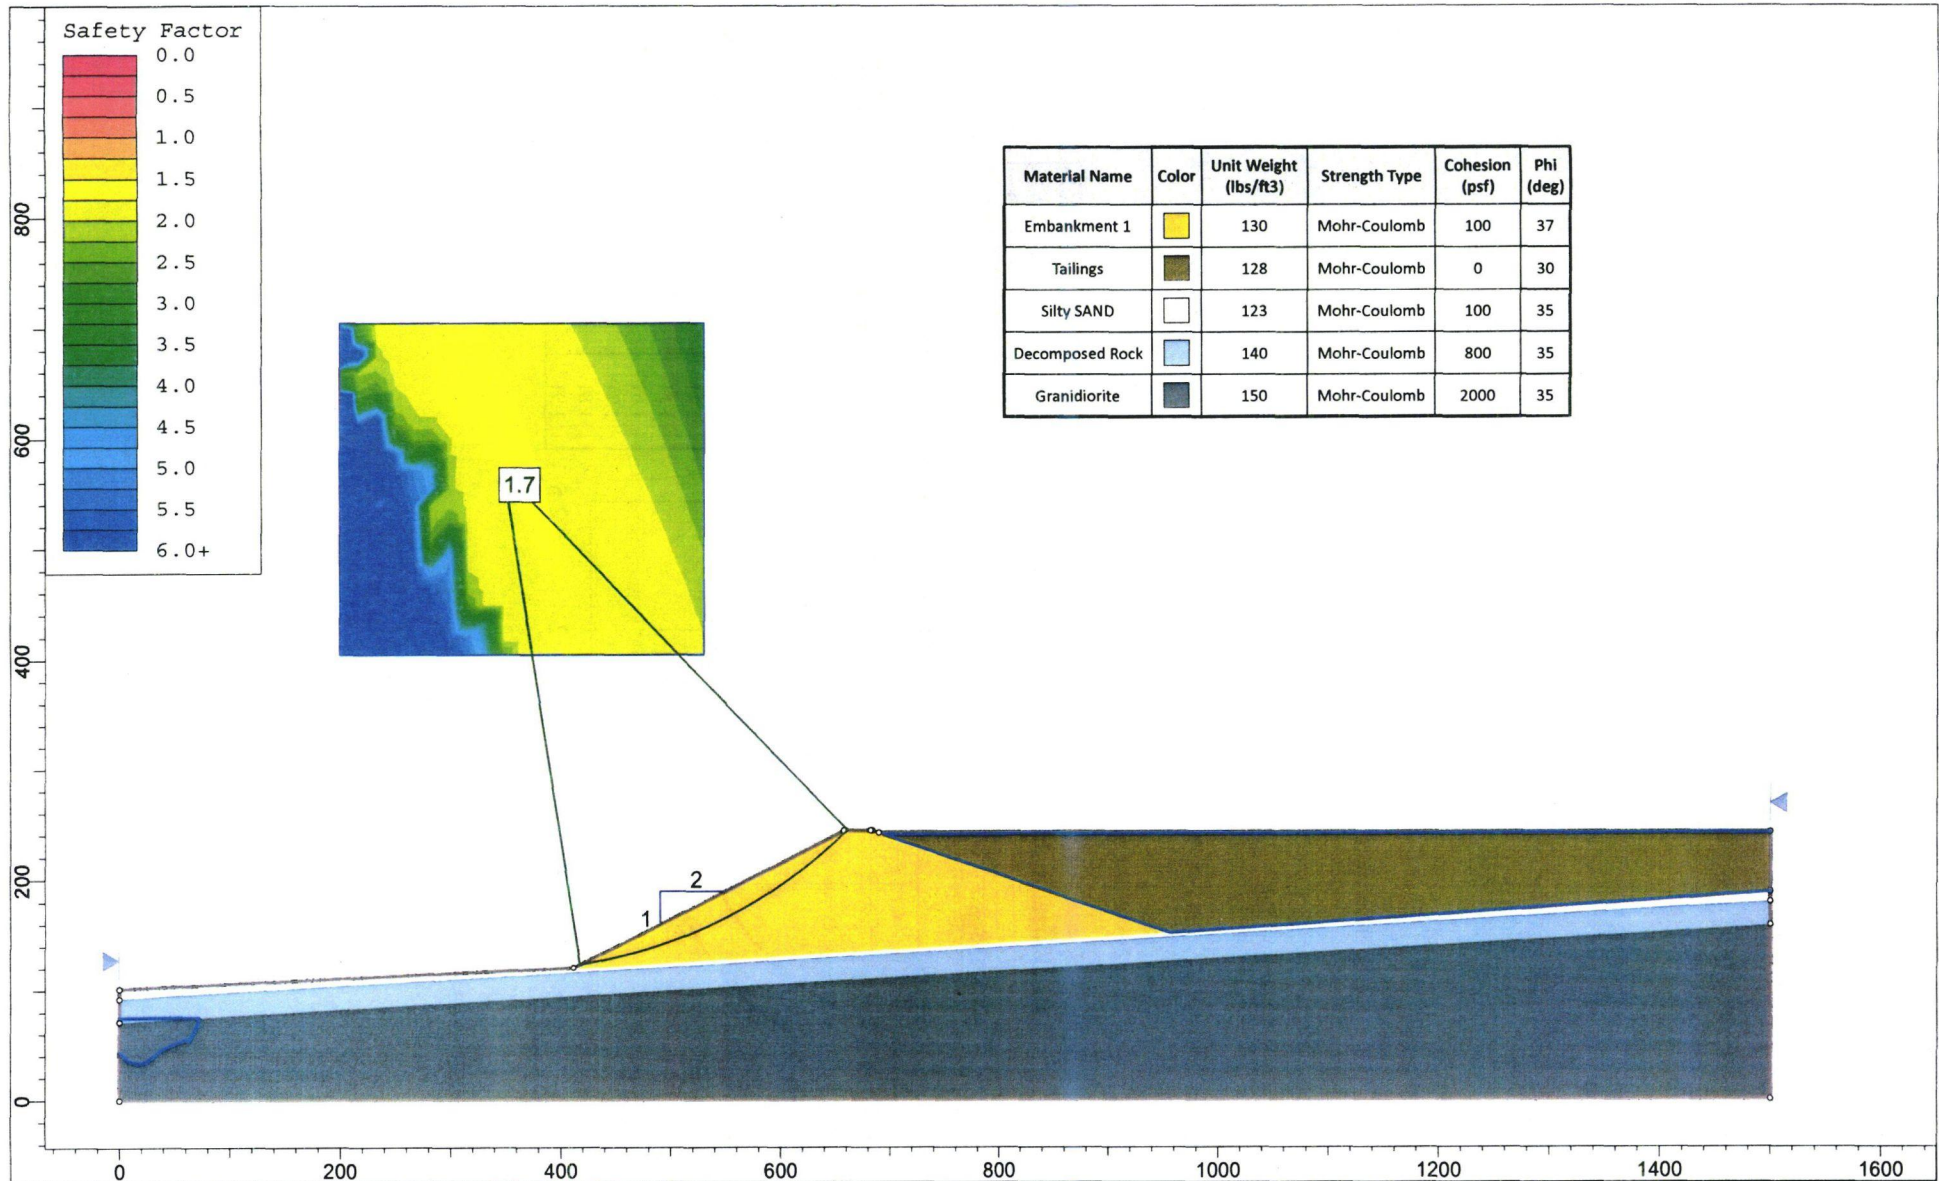 Safety Factor
0.0
0.5
1.0
1.5
2.0
2.5
3.0
3.5
4.0
4.5
5.0
5.5
6.0+
Material Name Color Unit Weight (lbs/ft3) Strength Type Cohesion (psf) Phi (deg)
Embankment 1 130 Mohr-Coulomb 100 37
Tailings 128 Mohr-Coulomb 0 30
Silty SAND 123 Mohr-Coulomb 100 35
Decomposed Rock 140 Mohr-Coulomb 800 35
Granidiorite 150 Mohr-Coulomb 2000 35
1.7
2
1
800
600
400
200
0
0 200 400 600 800 1000 1200 1400 1600